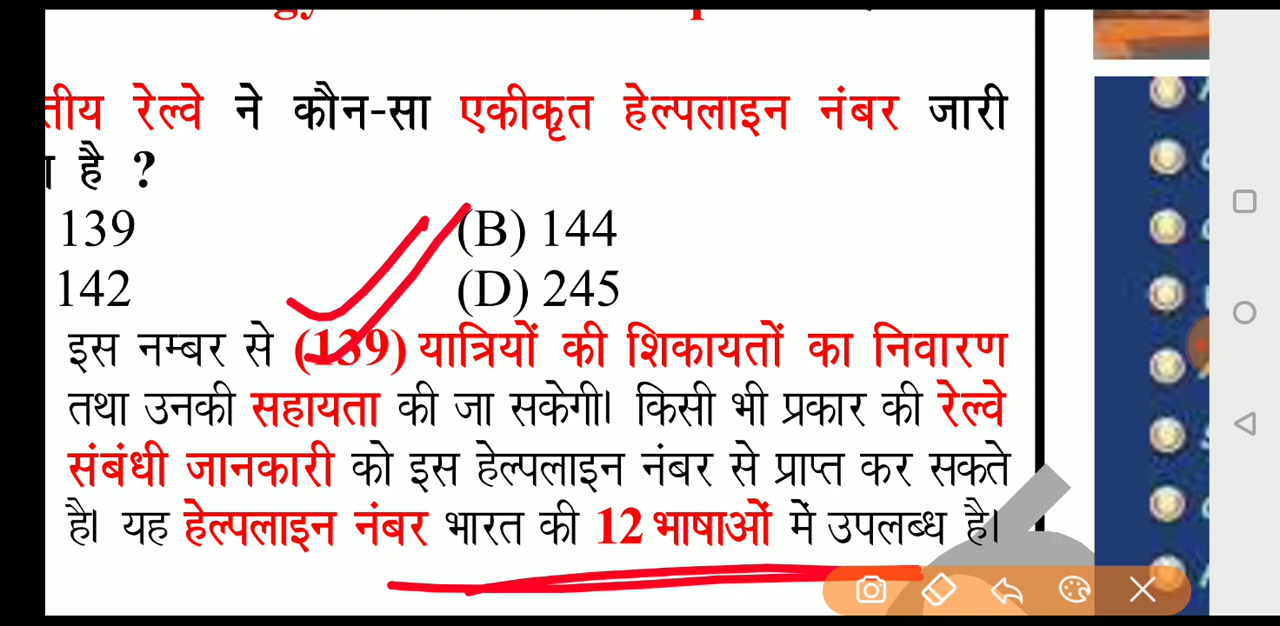 रेल्वे ने कौन-सा एकीकृत हेल्पलाइन नंबर जारी
है ?
139 (B) 144
142 (D) 245
इस नम्बर से (139) यात्रियों की शिकायतों का निवारण
तथा उनकी सहायता की जा सकेगी। किसी भी प्रकार की रेल्वे
संबंधी जानकारी को इस हेल्पलाइन नंबर से प्राप्त कर सकते
है। यह हेल्पलाइन नंबर भारत की 12 भाषाओं में उपलब्ध है।